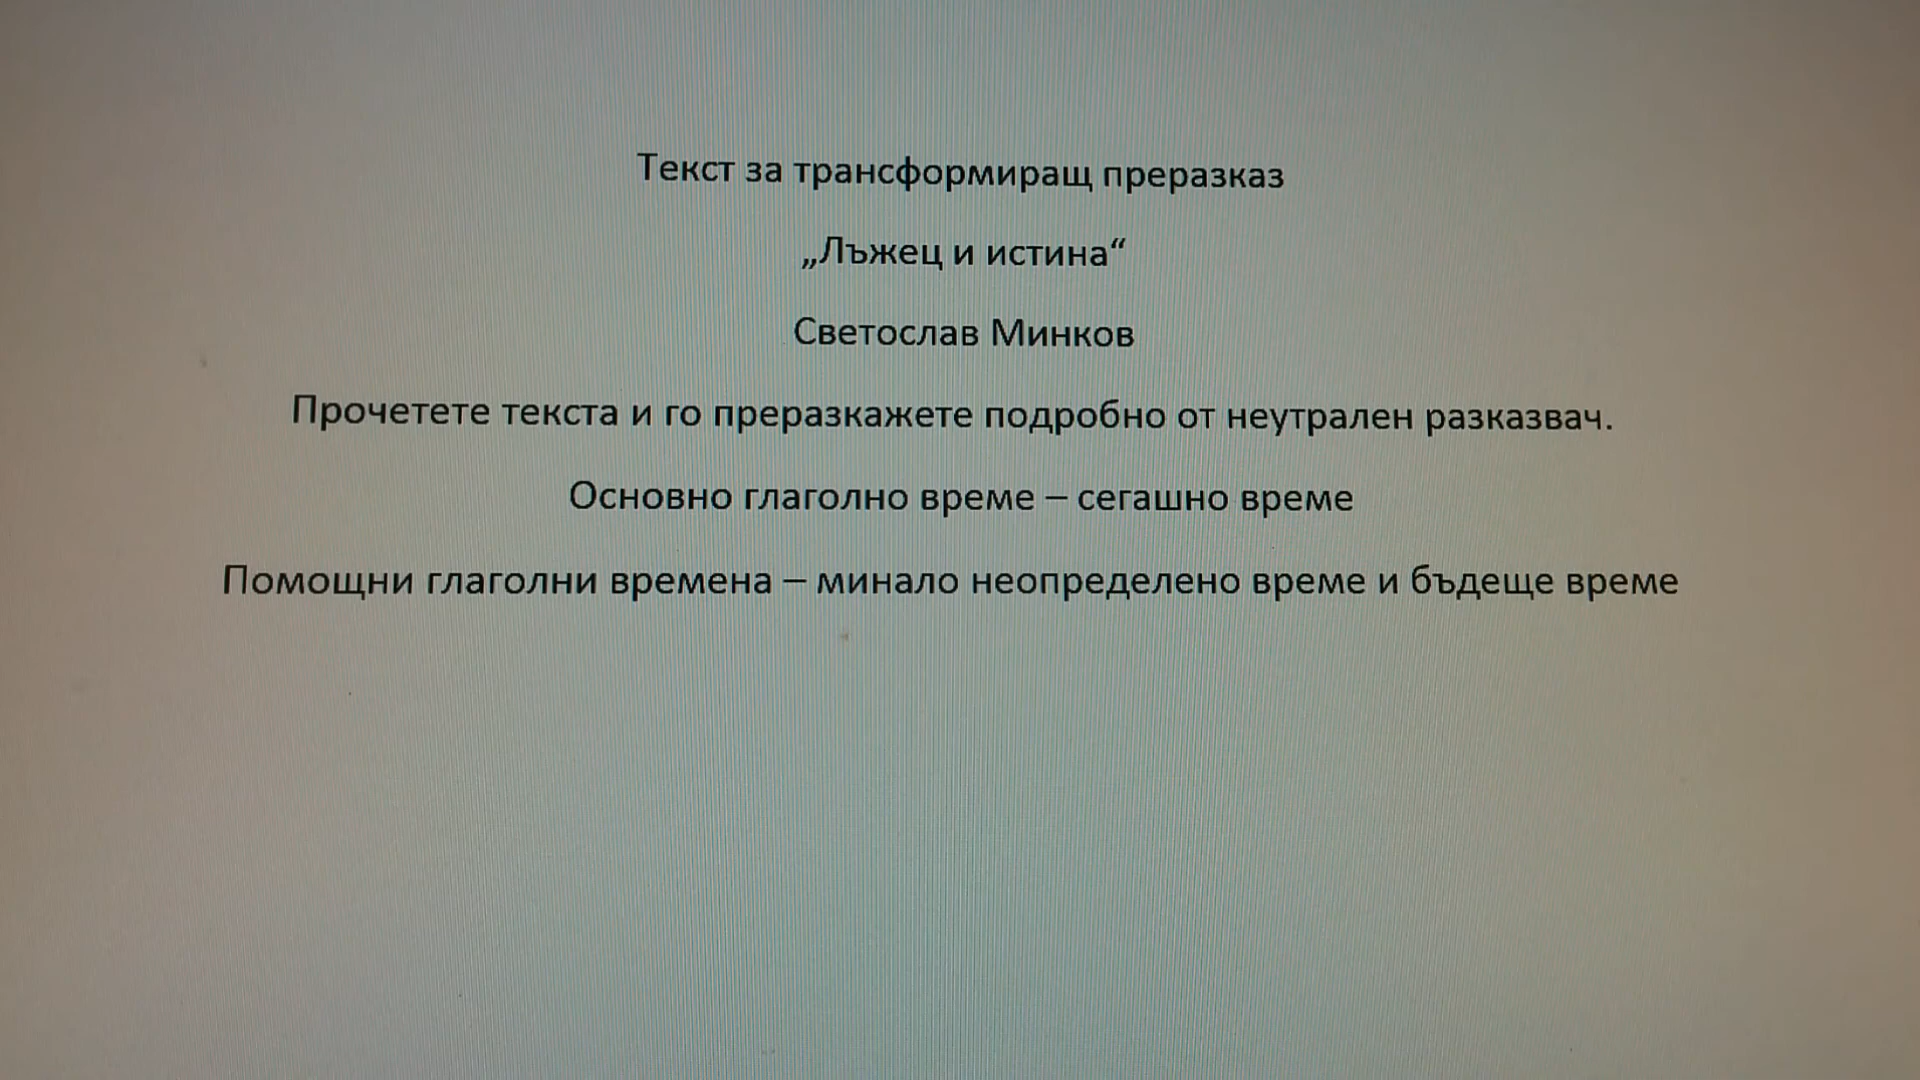 Текст за трансформиращ преразказ
„Лъжец и истина“
Светослав Минков
Прочетете текста и го преразкажете подробно от неутрален разказвач.
Основно глаголно време – сегашно време
Помощни глаголни времена – минало неопределено време и бъдеще време